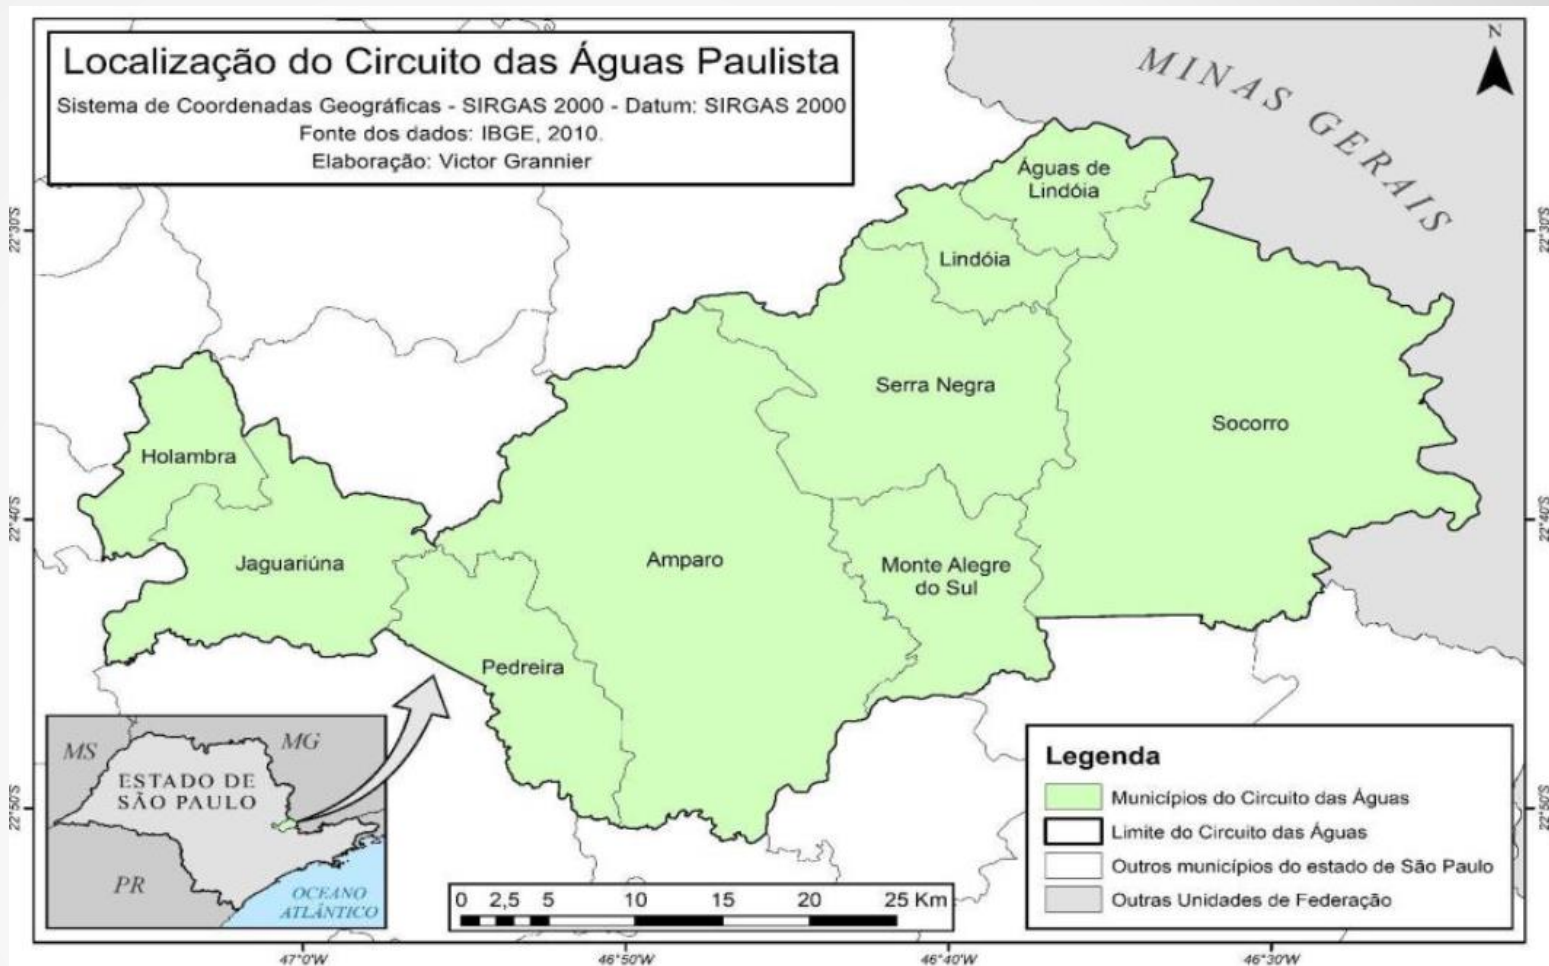 Localização do Circuito das Águas Paulista
Sistema de Coordenadas Geográficas - SIRGAS 2000 - Datum: SIRGAS 2000
Fonte dos dados: IBGE, 2010.
Elaboração: Victor Grannier
N
MINAS GERAIS
Águas de
Lindóia
Lindóia
Serra Negra
Socorro
Holambra
Jaguariúna
Amparo
Monte Alegre
do Sul
Pedreira
22°30'S
22°40'S
22°50'S
22°30'S
22°40'S
22°50'S
MS
MG
ESTADO DE
SÃO PAULO
PR
OCEANO
ATLÂNTICO
0 2,5 5 10 15 20 25 Km
Legenda
Municípios do Circuito das Águas
Limite do Circuito das Águas
Outros municípios do estado de São Paulo
Outras Unidades de Federação
47°0'W
46°50'W
46°40'W
46°30'W